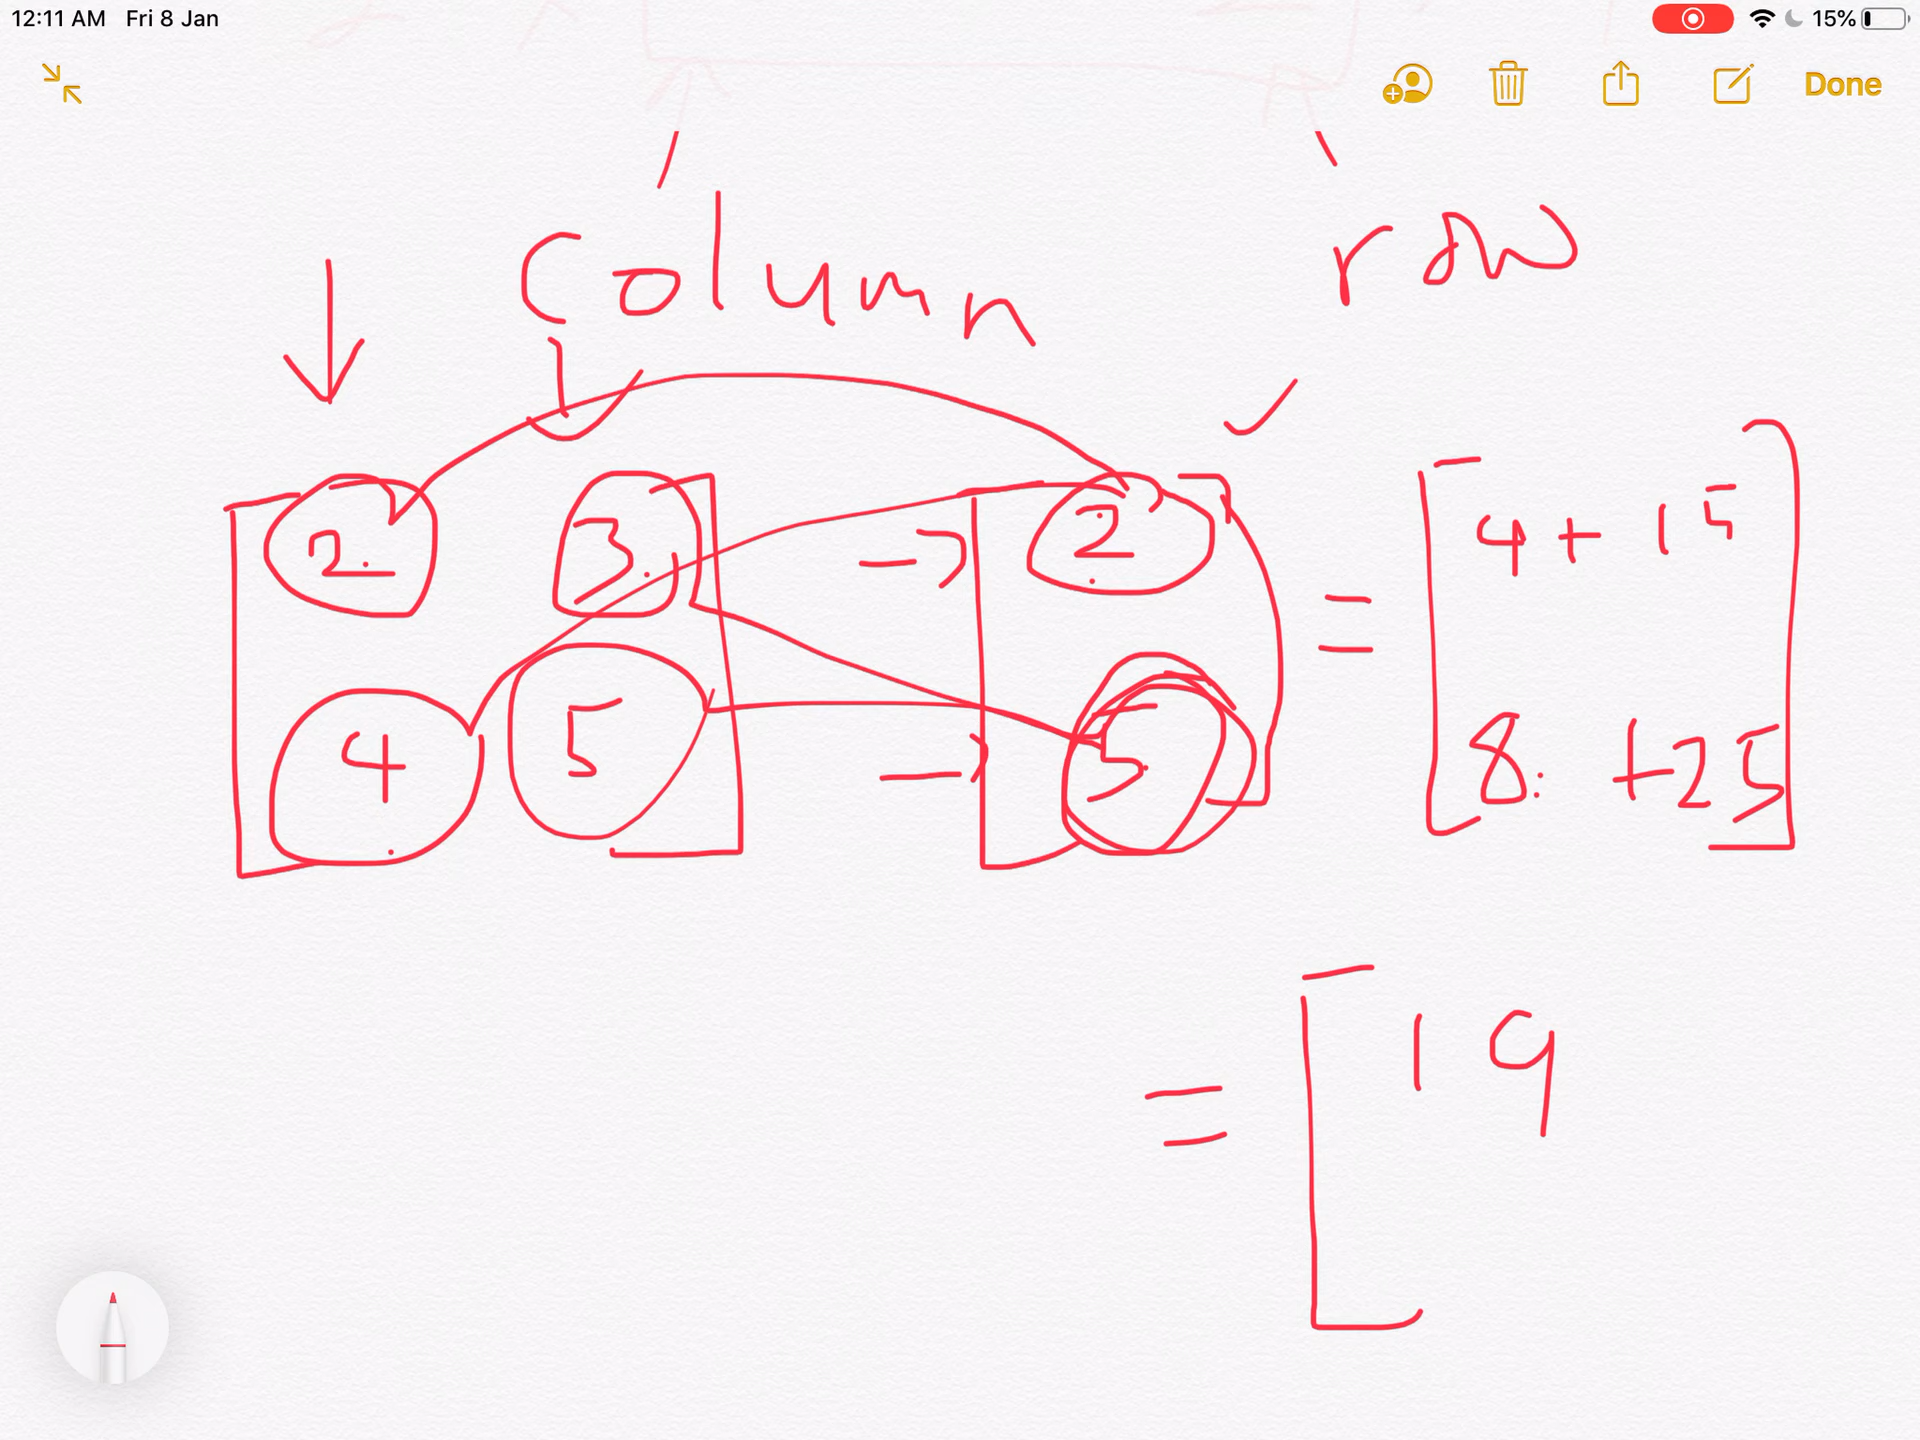 12:11 AM Fri 8 Jan 15%
Done
Column row
2. 3. -> 2 = 4 + 15
4 5 -> 5 8. +25
= 19